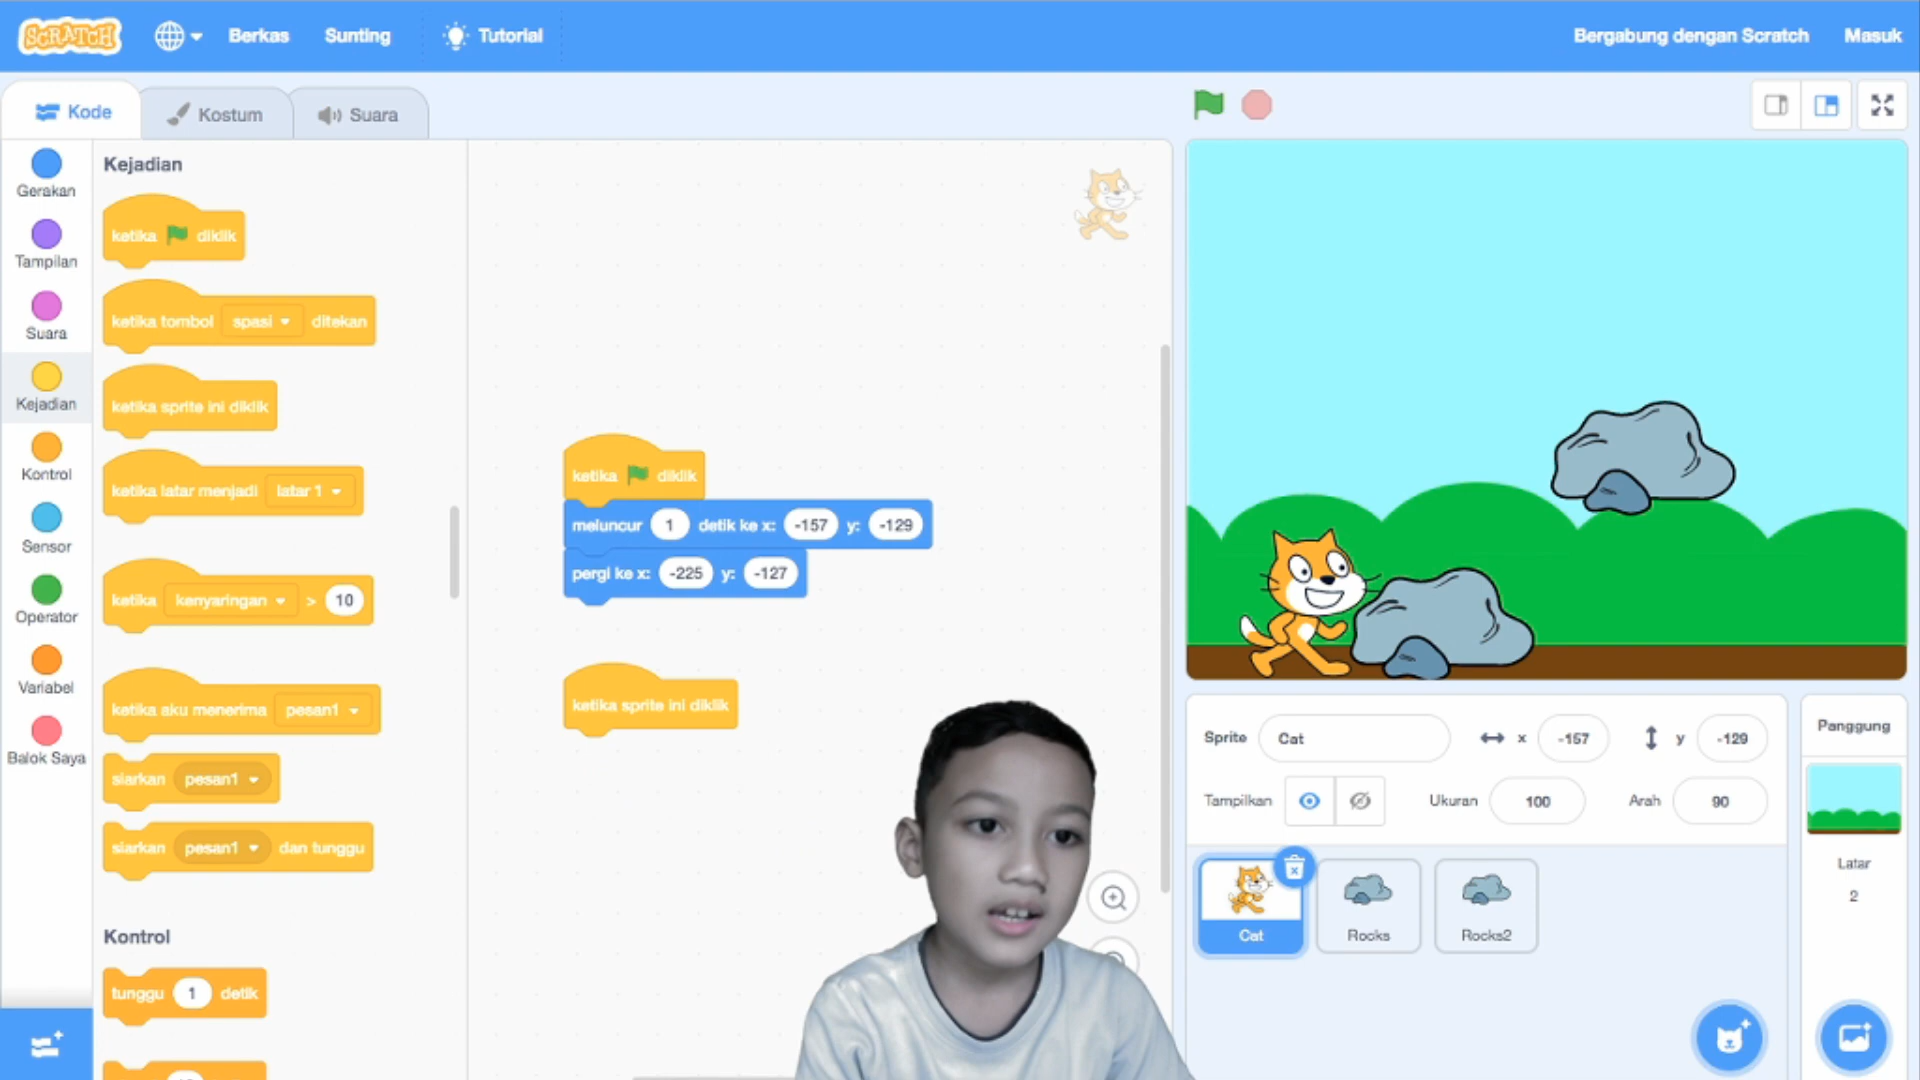 SCRATCH
Berkas
Sunting
Tutorial
Bergabung dengan Scratch
Masuk
Kode
Kostum
Suara
Gerakan
Tampilan
Suara
Kejadian
Kontrol
Sensor
Operator
Variabel
Balok Saya
Kejadian
ketika diklik
ketika tombol spasi ditekan
ketika sprite ini diklik
ketika latar menjadi latar 1
ketika kenyaringan > 10
ketika aku menerima pesan1
siarkan pesan1
siarkan pesan1 dan tunggu
Kontrol
tunggu 1 detik
ketika diklik
meluncur 1 detik ke x: -157 y: -129
pergi ke x: -225 y: -127
ketika sprite ini diklik
Sprite Cat x -157 y -129
Tampilkan Ukuran 100 Arah 90
Cat
Rocks
Rocks2
Panggung
Latar
2